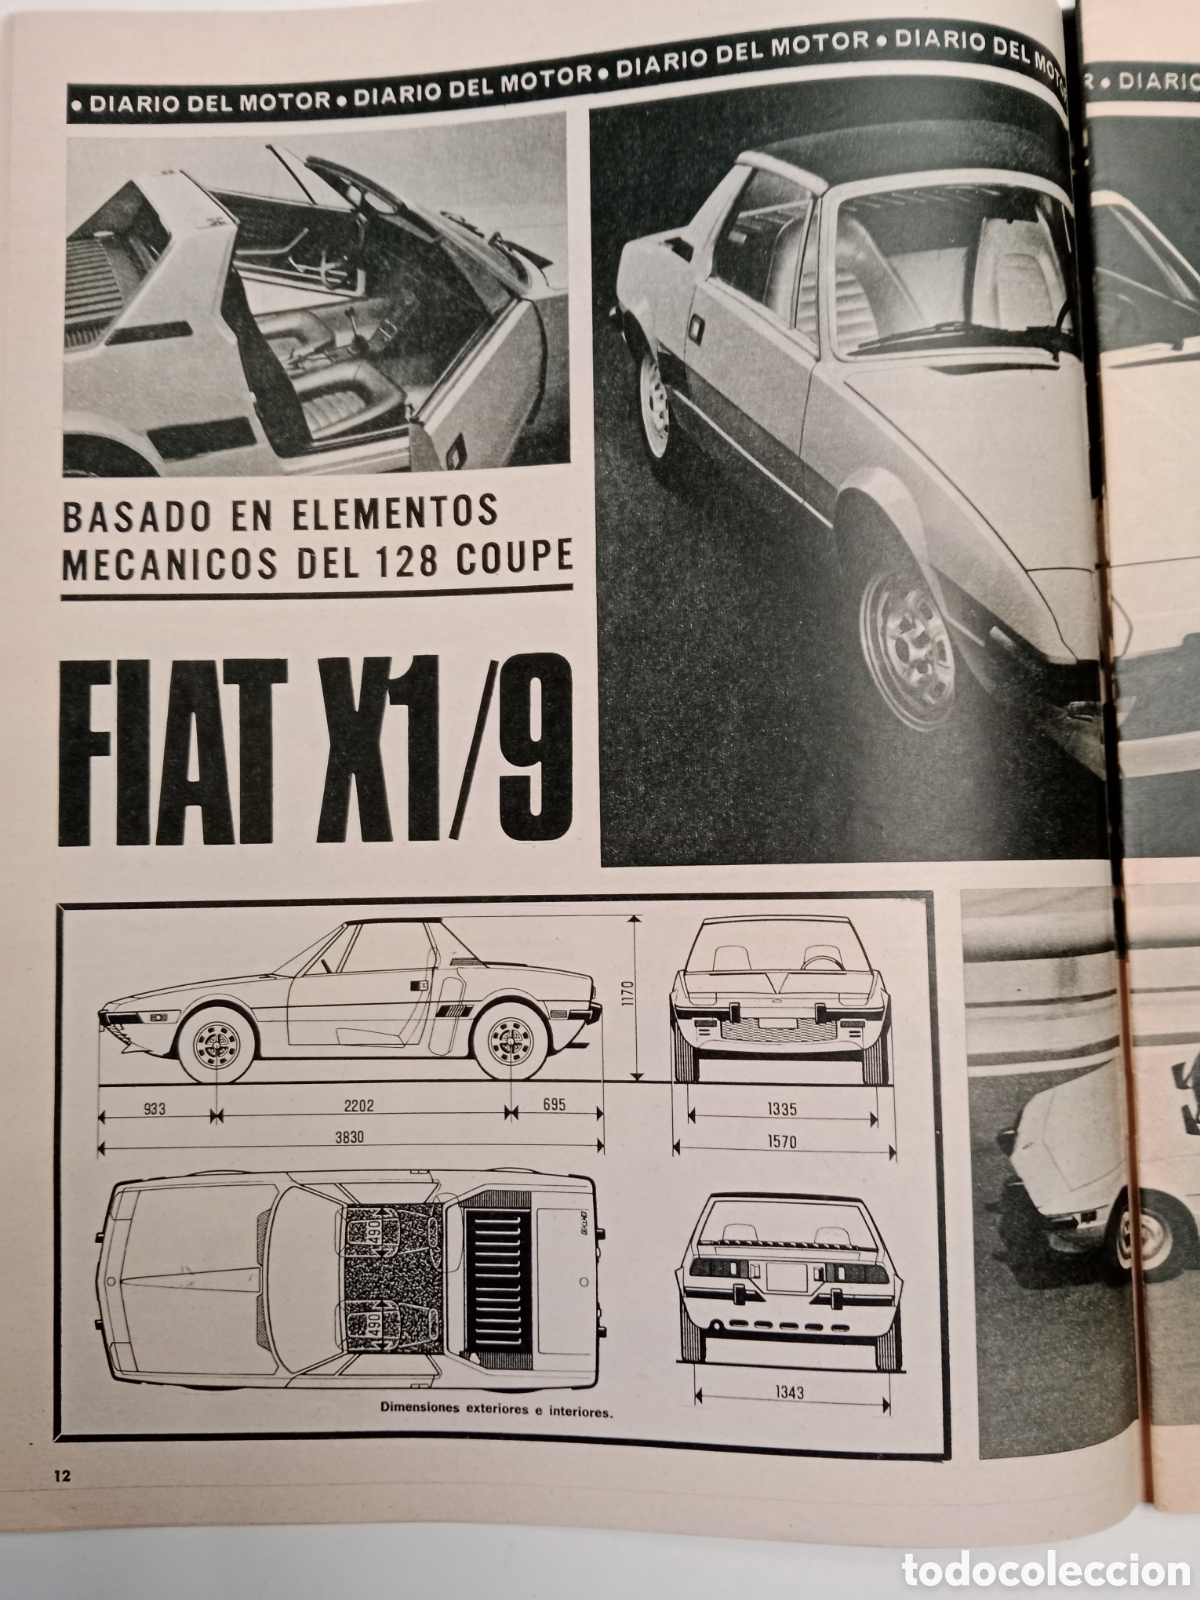 • DIARIO DEL MOTOR • DIARIO DEL MOTOR • DIARIO DEL MOTOR • DIARIO DEL MOTOR
R • DIARIO
BASADO EN ELEMENTOS
MECANICOS DEL 128 COUPE
FIAT X1/9
1170
933
2202
695
3830
1335
1570
490
490
1343
Dimensiones exteriores e interiores.
12
todocoleccion